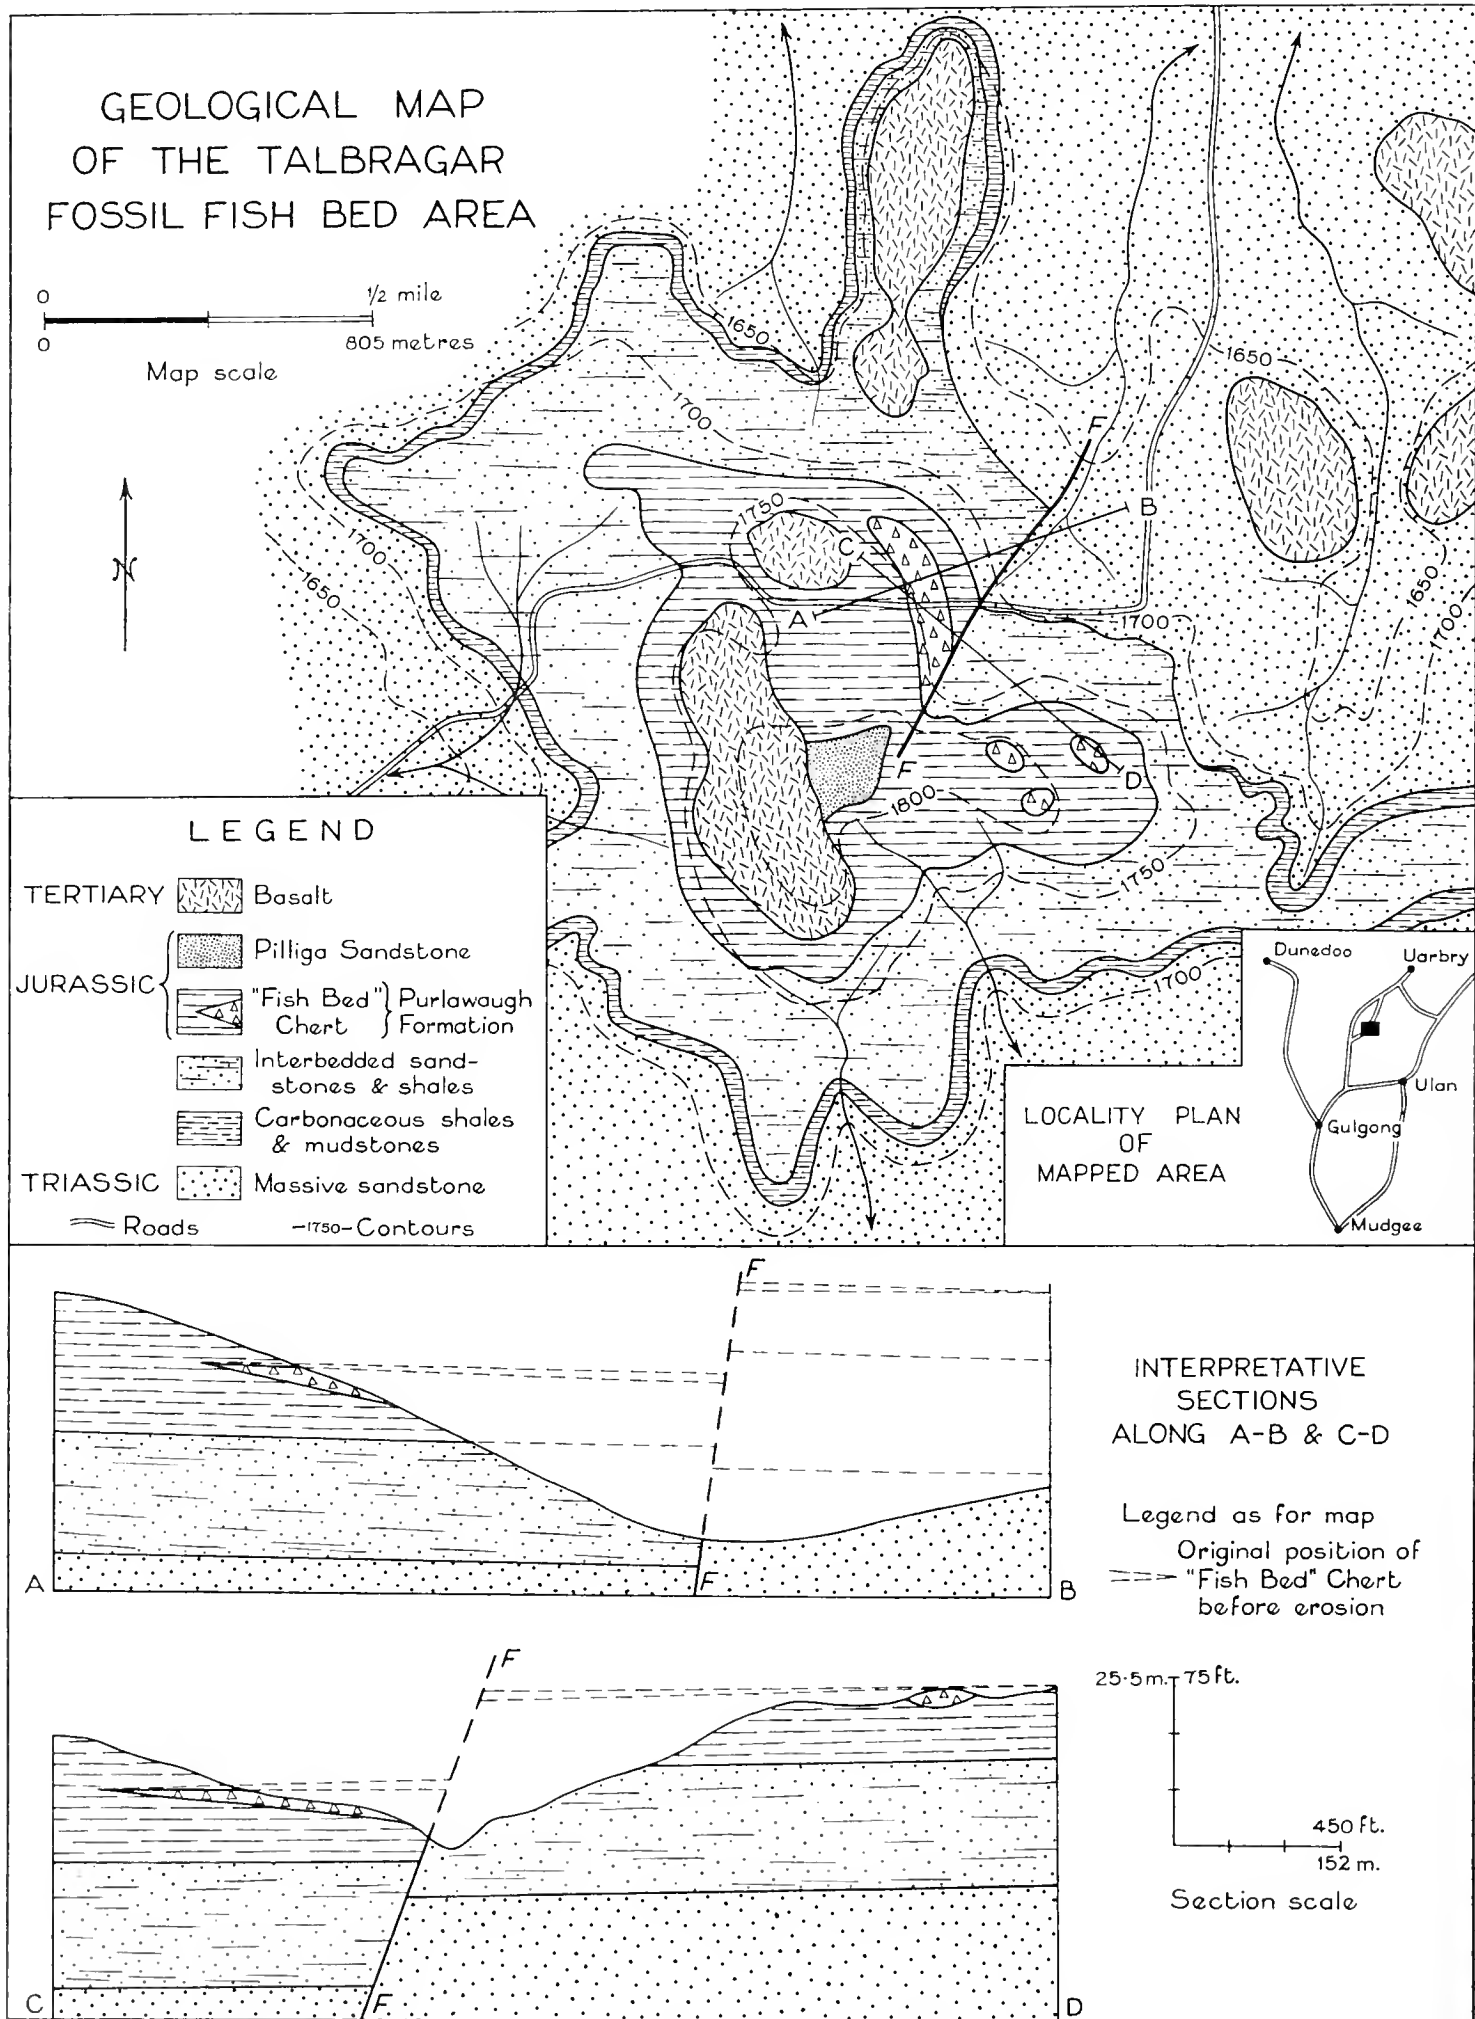 GEOLOGICAL MAP
OF THE TALBRAGAR
FOSSIL FISH BED AREA
0 1/2 mile
0 805 metres
Map scale
N
1650
1700
1750
1650
1700
1650
1700
1650
1700
1800
1750
1700
F
F
A
B
C
D
LEGEND
TERTIARY Basalt
JURASSIC
Pilliga Sandstone
"Fish Bed" Chert
Purlawaugh Formation
Interbedded sand-
stones & shales
Carbonaceous shales
& mudstones
TRIASSIC Massive sandstone
Roads -1750- Contours
LOCALITY PLAN
OF
MAPPED AREA
Dunedoo
Uarbry
Ulan
Gulgong
Mudgee
F
F
A
B
INTERPRETATIVE
SECTIONS
ALONG A-B & C-D
Legend as for map
Original position of
"Fish Bed" Chert
before erosion
F
F
C
D
25·5m. 75 ft.
450 ft.
152 m.
Section scale